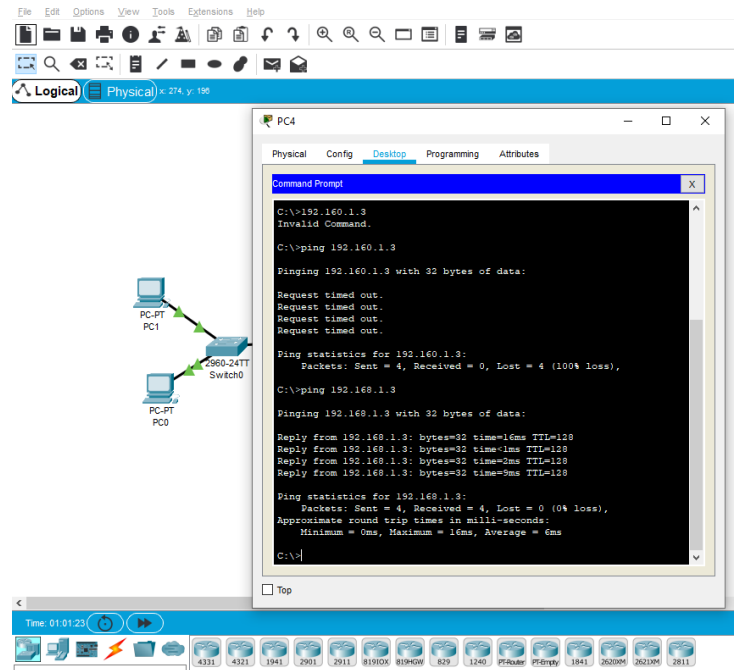 File Edit Options View Tools Extensions Help
Logical Physical x: 274, y: 196
PC4
Physical Config Desktop Programming Attributes
Command Prompt X
C:\>192.160.1.3
Invalid Command.
C:\>ping 192.160.1.3
Pinging 192.160.1.3 with 32 bytes of data:
Request timed out.
Request timed out.
Request timed out.
Request timed out.
Ping statistics for 192.160.1.3:
Packets: Sent = 4, Received = 0, Lost = 4 (100% loss),
C:\>ping 192.168.1.3
Pinging 192.168.1.3 with 32 bytes of data:
Reply from 192.168.1.3: bytes=32 time=16ms TTL=128
Reply from 192.168.1.3: bytes=32 time<1ms TTL=128
Reply from 192.168.1.3: bytes=32 time=2ms TTL=128
Reply from 192.168.1.3: bytes=32 time=9ms TTL=128
Ping statistics for 192.168.1.3:
Packets: Sent = 4, Received = 4, Lost = 0 (0% loss),
Approximate round trip times in milli-seconds:
Minimum = 0ms, Maximum = 16ms, Average = 6ms
C:\>
Top
PC-PT
PC1
2960-24TT
Switch0
PC-PT
PC0
Time: 01:01:23
4331 4321 1941 2901 2911 819IOX 819HGW 829 1240 PT-Router PT-Empty 1841 2620XM 2621XM 2811